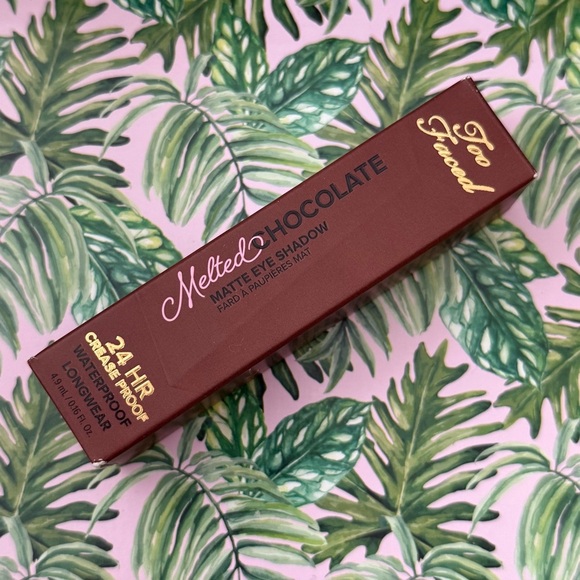 Too
Faced
Melted CHOCOLATE
MATTE EYE SHADOW
FARD À PAUPIÈRES MAT
24 HR
CREASE PROOF
WATERPROOF
LONGWEAR
4.9 mL / 0.16 Fl. Oz.